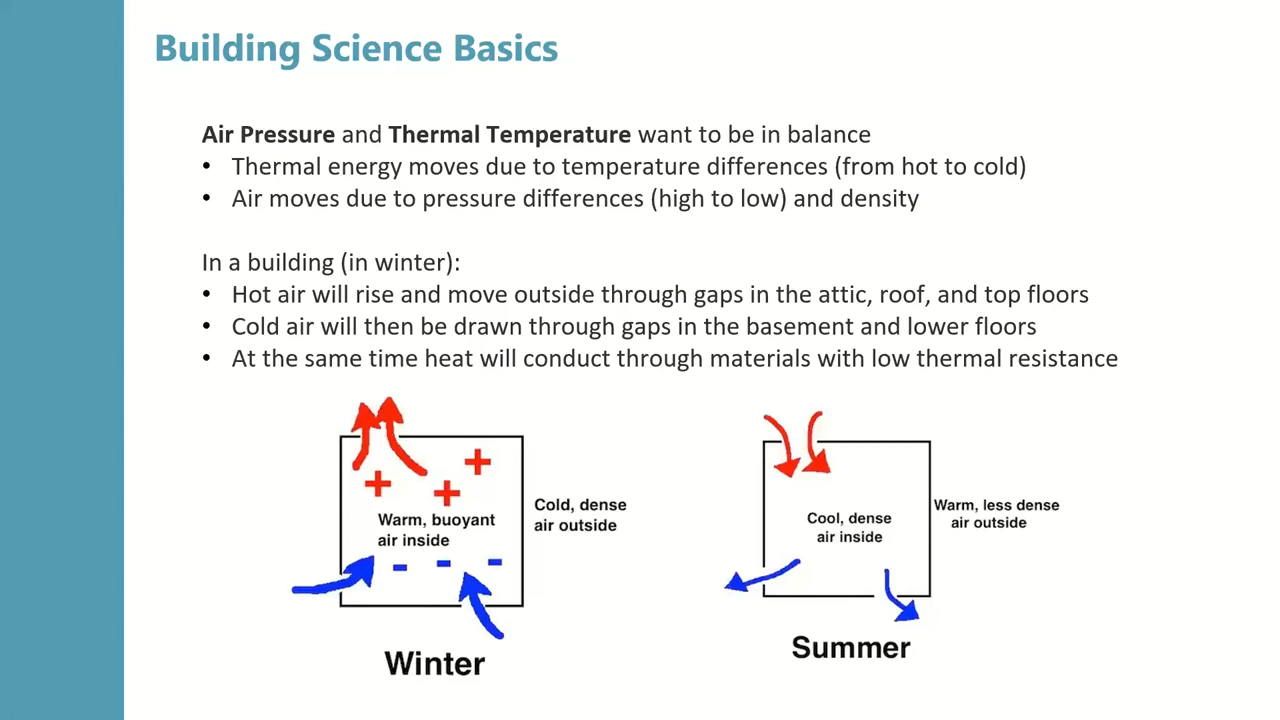 Building Science Basics
Air Pressure and Thermal Temperature want to be in balance
• Thermal energy moves due to temperature differences (from hot to cold)
• Air moves due to pressure differences (high to low) and density
In a building (in winter):
• Hot air will rise and move outside through gaps in the attic, roof, and top floors
• Cold air will then be drawn through gaps in the basement and lower floors
• At the same time heat will conduct through materials with low thermal resistance
+
+
+
Warm, buoyant
air inside
- - -
Cold, dense
air outside
Winter
Cool, dense
air inside
Warm, less dense
air outside
Summer